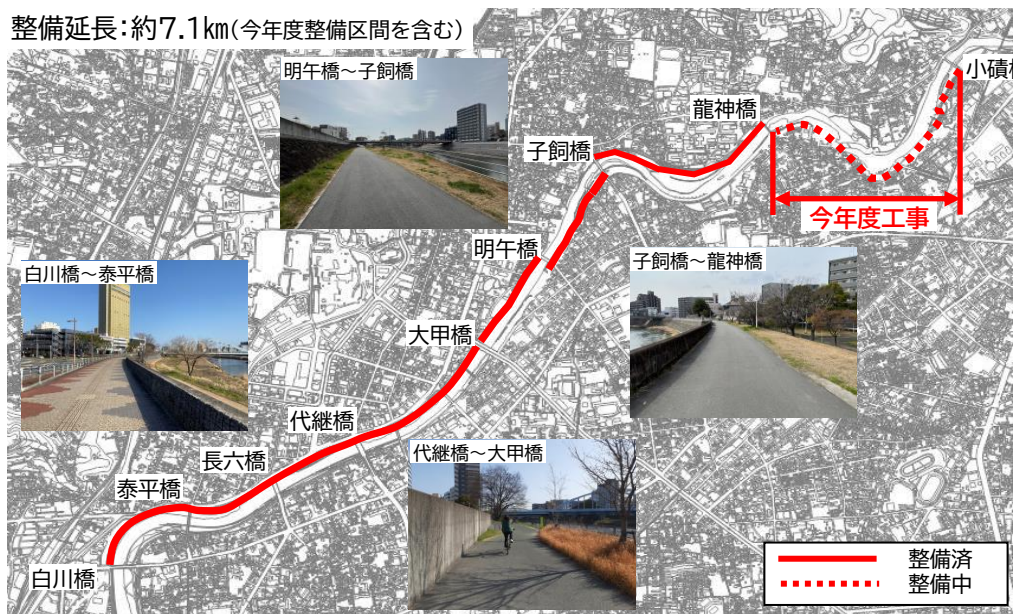 整備延長:約7.1㎞(今年度整備区間を含む)
明午橋～子飼橋
小磧
龍神橋
子飼橋
今年度工事
明午橋
子飼橋～龍神橋
白川橋～泰平橋
大甲橋
代継橋
代継橋～大甲橋
長六橋
泰平橋
白川橋
整備済
整備中